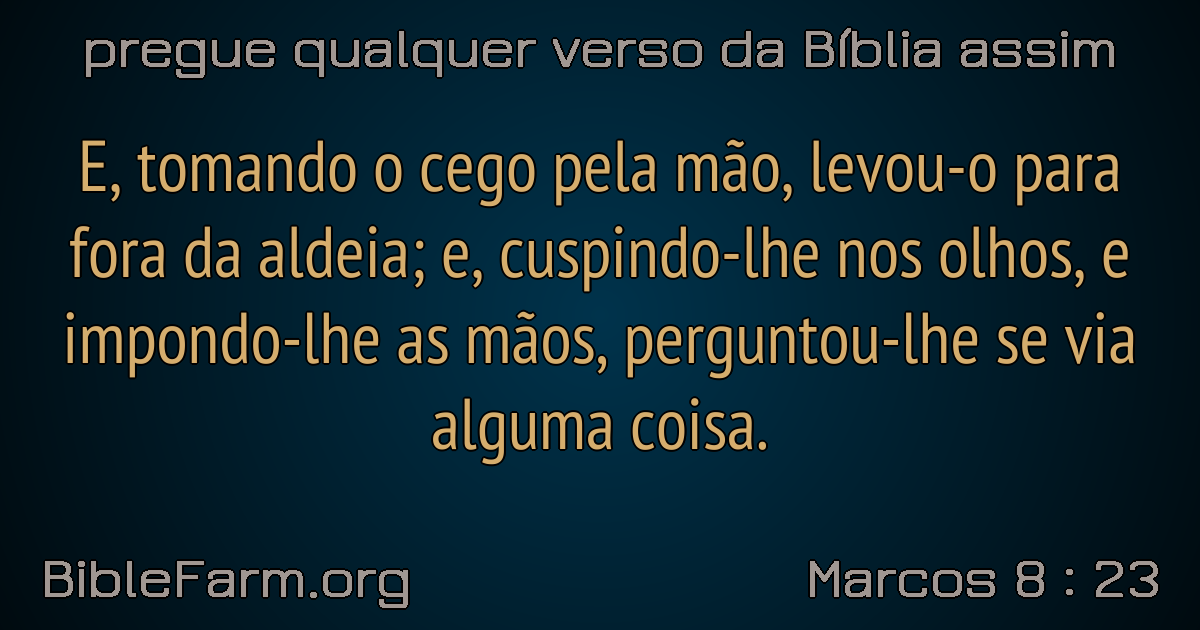 pregue qualquer verso da Bíblia assim
E, tomando o cego pela mão, levou-o para
fora da aldeia; e, cuspindo-lhe nos olhos, e
impondo-lhe as mãos, perguntou-lhe se via
alguma coisa.
BibleFarm.org
Marcos 8 : 23